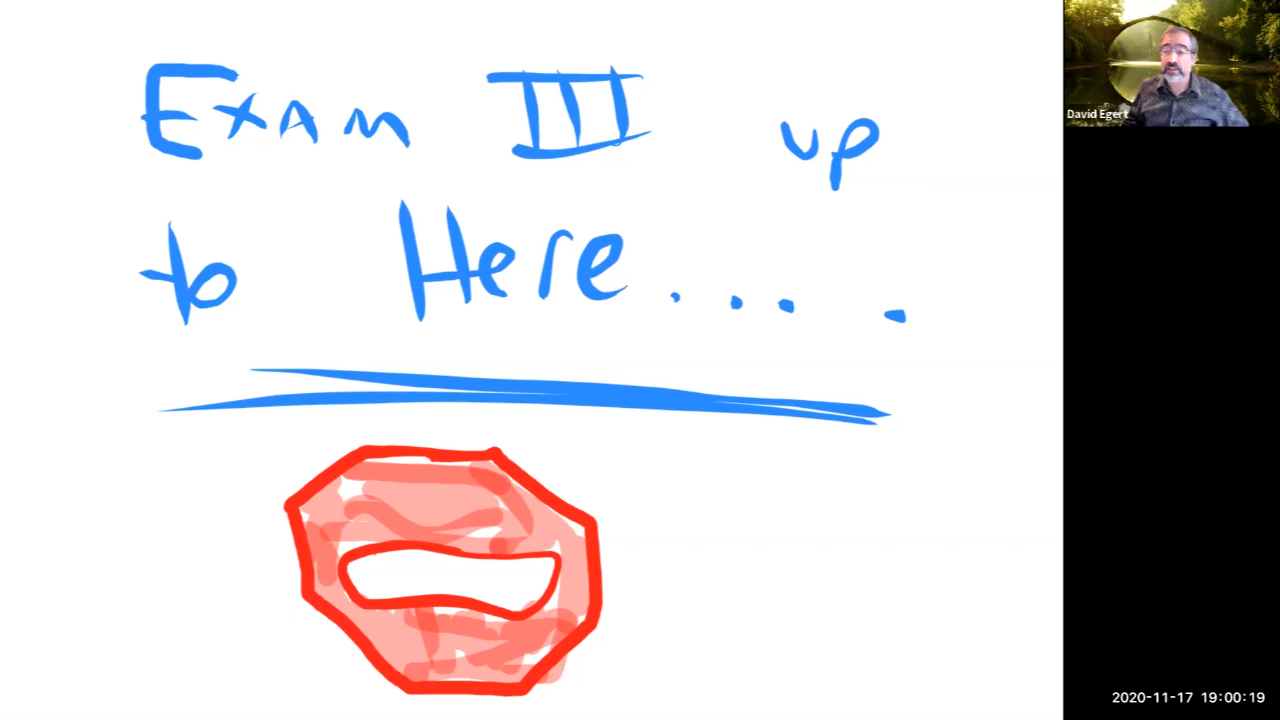 Exam III up
to Here....
David Egert
2020-11-17 19:00:19